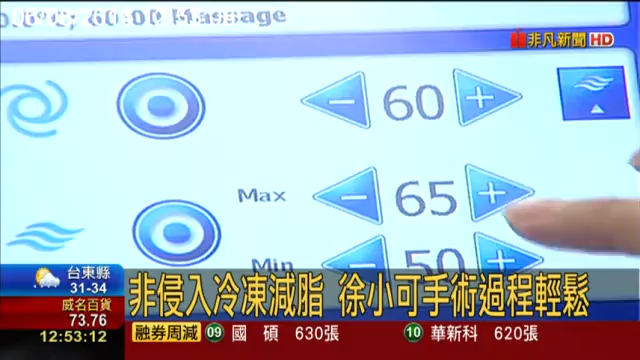 Massage
非凡新聞 HD
60
Max
65
Min
50
非侵入冷凍減脂 徐小可手術過程輕鬆
台東縣
31-34
威名百貨
73.76
12:53:12
融券周減 09 國 碩 630張 10 華新科 620張